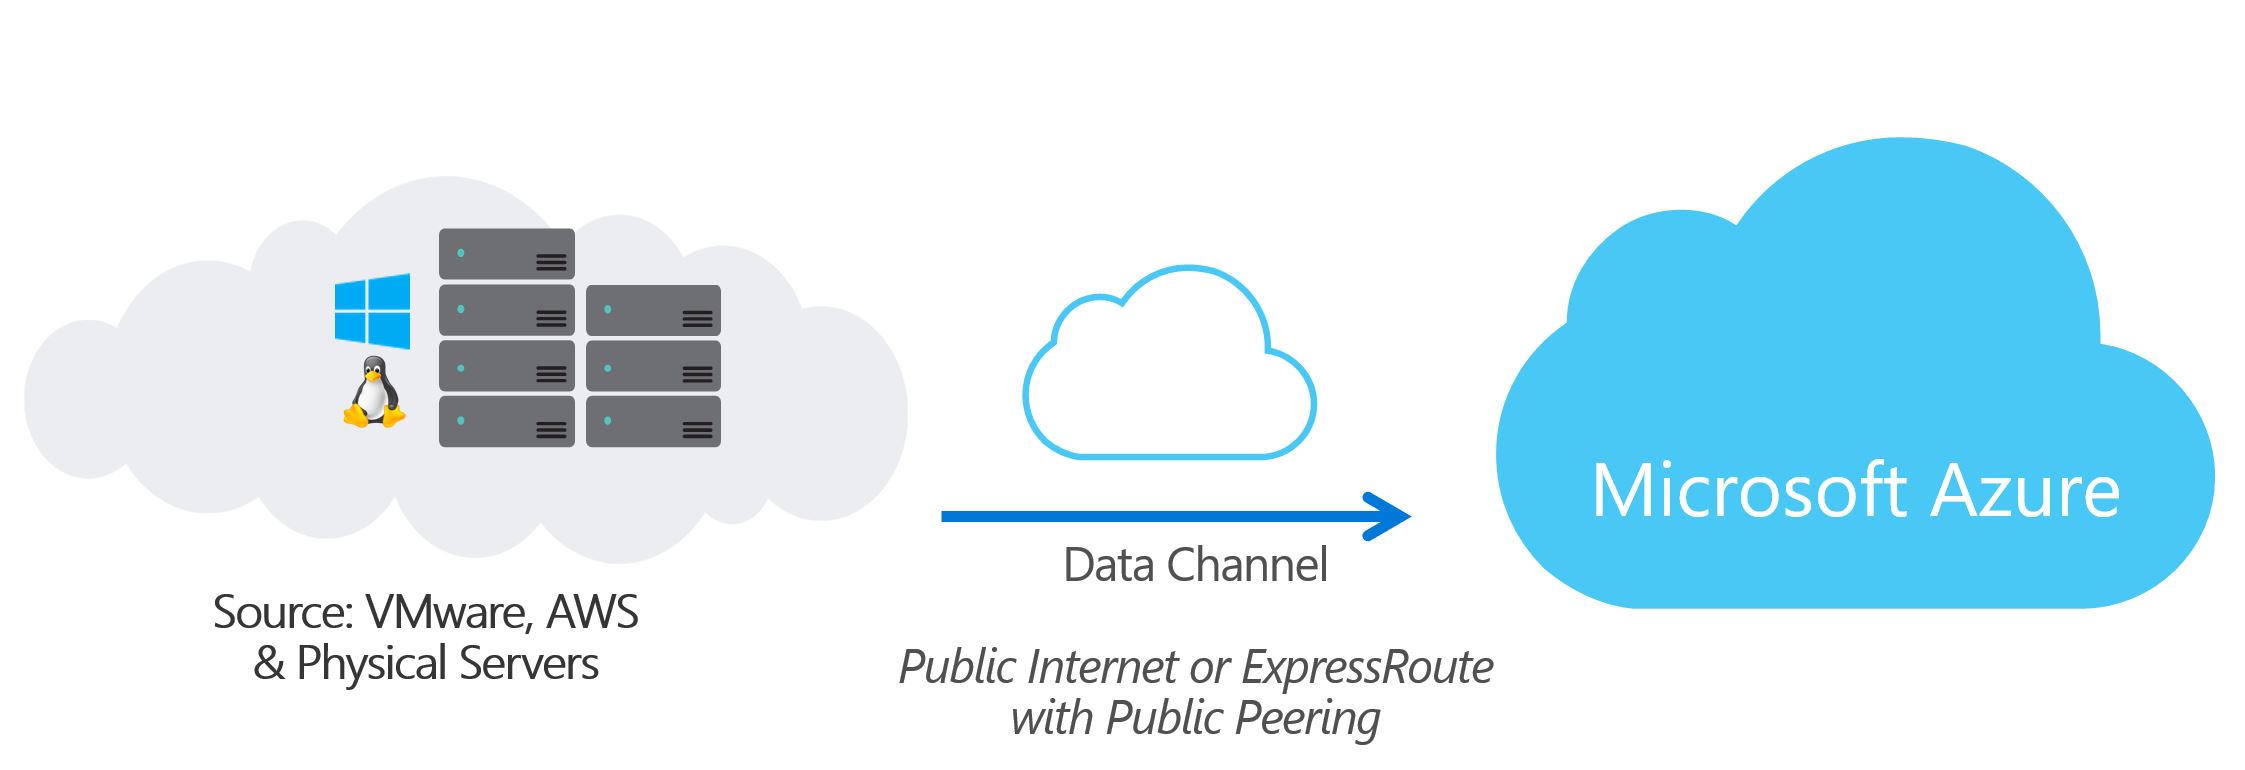 Source: VMware, AWS
& Physical Servers
Data Channel
Public Internet or ExpressRoute
with Public Peering
Microsoft Azure